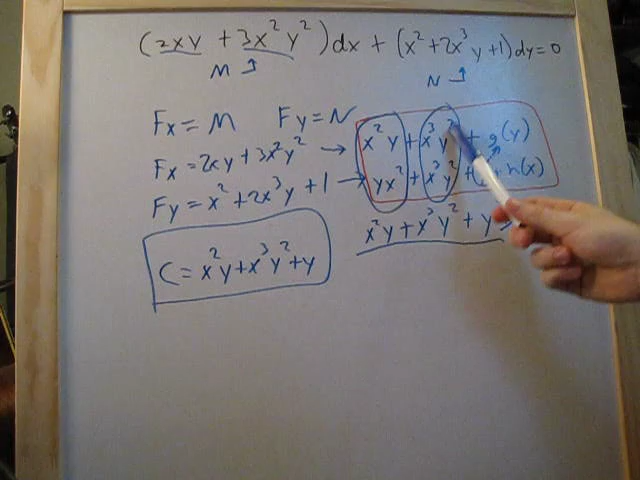 (2xy + 3x²y²)dx + (x² + 2x³y + 1)dy = 0
M N
Fx = M Fy = N
Fx = 2xy + 3x²y² → x²y + x³y² + g(y)
Fy = x² + 2x³y + 1 → yx² + x³y² + h(x)
x²y + x³y² + y
C = x²y + x³y² + y